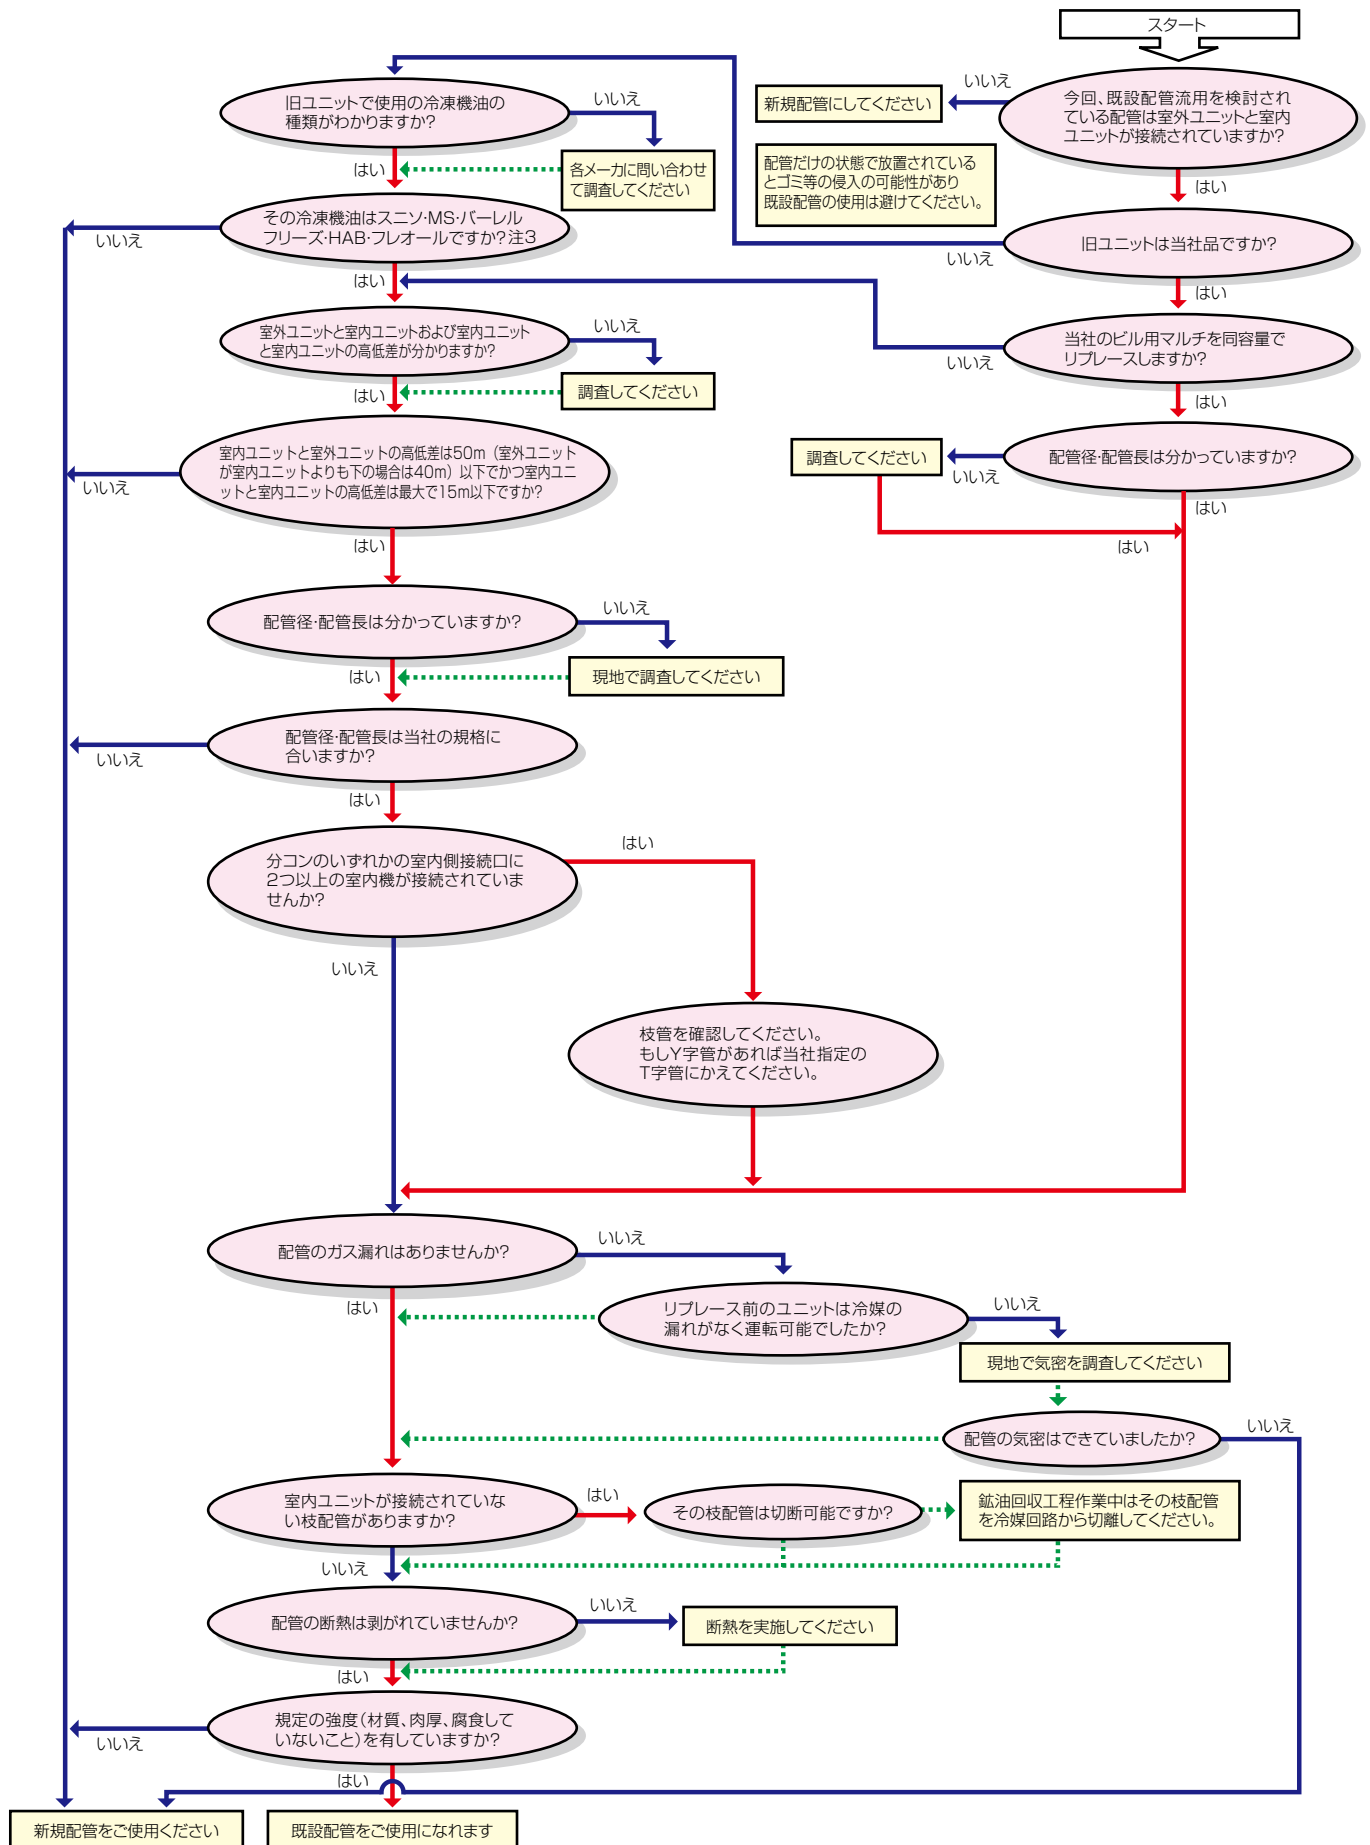 スタート
今回、既設配管流用を検討され
ている配管は室外ユニットと室内
ユニットが接続されていますか?
いいえ
新規配管にしてください
配管だけの状態で放置されている
とゴミ等の侵入の可能性があり
既設配管の使用は避けてください。
はい
旧ユニットは当社品ですか?
いいえ
はい
当社のビル用マルチを同容量で
リプレースしますか?
いいえ
はい
配管径・配管長は分かっていますか?
いいえ
調査してください
はい
はい
旧ユニットで使用の冷凍機油の
種類がわかりますか?
いいえ
各メーカに問い合わせ
て調査してください
はい
その冷凍機油はスニソ・MS・バーレル
フリーズ・HAB・フレオールですか?注3
いいえ
はい
室外ユニットと室内ユニットおよび室内ユニット
と室内ユニットの高低差が分かりますか?
いいえ
調査してください
はい
室内ユニットと室外ユニットの高低差は50m（室外ユニット
が室内ユニットよりも下の場合は40m）以下でかつ室内ユニ
ットと室内ユニットの高低差は最大で15m以下ですか?
いいえ
はい
配管径・配管長は分かっていますか?
いいえ
現地で調査してください
はい
配管径・配管長は当社の規格に
合いますか?
いいえ
はい
分コンのいずれかの室内側接続口に
2つ以上の室内機が接続されていま
せんか?
はい
いいえ
枝管を確認してください。
もしY字管があれば当社指定の
T字管にかえてください。
配管のガス漏れはありませんか?
いいえ
はい
リプレース前のユニットは冷媒の
漏れがなく運転可能でしたか?
いいえ
現地で気密を調査してください
配管の気密はできていましたか?
いいえ
室内ユニットが接続されていな
い枝配管がありますか?
はい
その枝配管は切断可能ですか?
鉱油回収工程作業中はその枝配管
を冷媒回路から切離してください。
いいえ
配管の断熱は剥がれていませんか?
いいえ
断熱を実施してください
はい
規定の強度(材質、肉厚、腐食して
いないこと)を有していますか?
いいえ
はい
新規配管をご使用ください
既設配管をご使用になれます